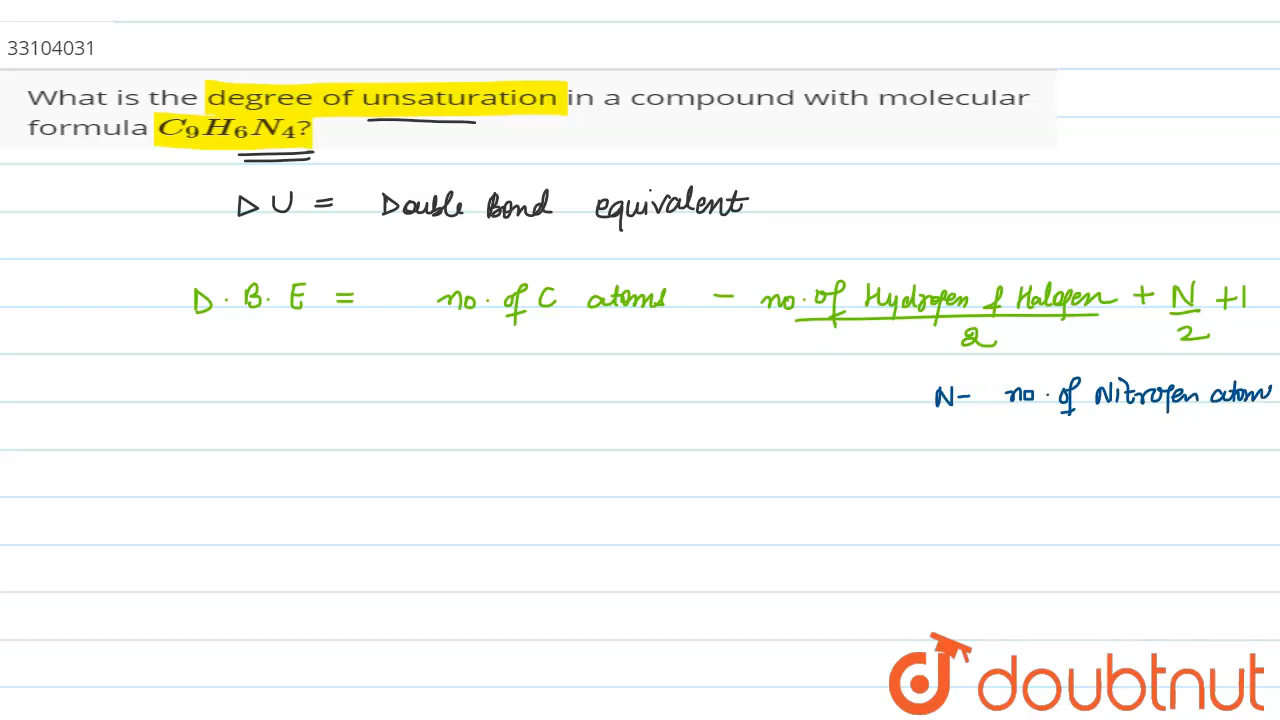 33104031
What is the degree of unsaturation in a compound with molecular
formula C₉H₆N₄?
DU = Double Bond equivalent
D.B.E = no. of C atoms - no. of Hydrogen & Halogen/2 + N/2 + 1
N- no. of Nitrogen atoms
doubtnut